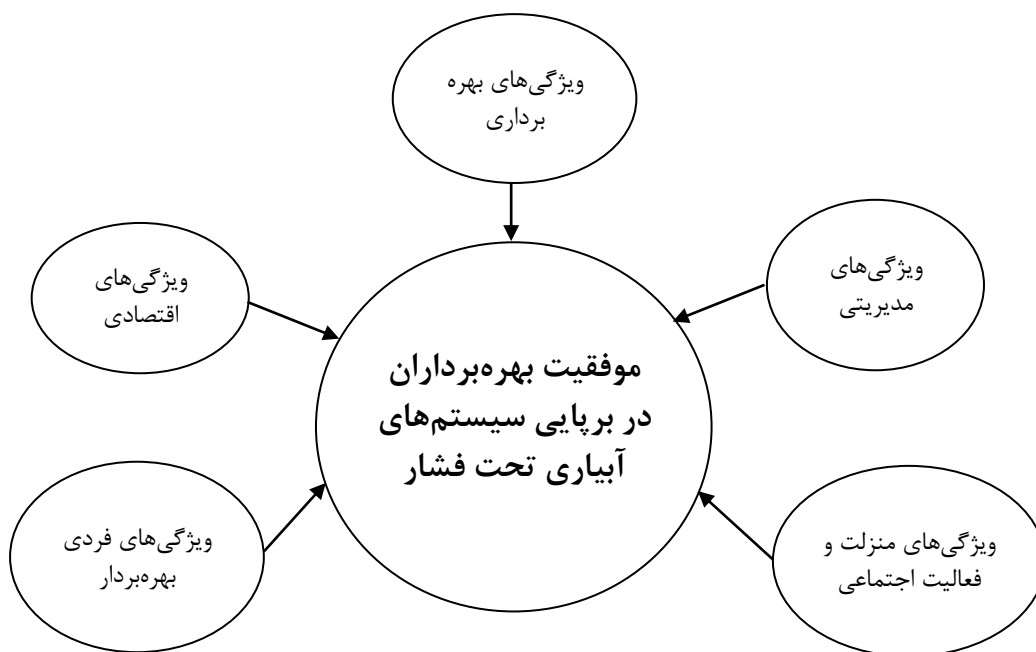 ویژگی‌های بهره
برداری
ویژگی‌های
مدیریتی
ویژگی‌های
اقتصادی
موفقیت بهره‌برداران
در برپایی سیستم‌های
آبیاری تحت فشار
ویژگی‌های منزلت و
فعالیت اجتماعی
ویژگی‌های فردی
بهره‌بردار